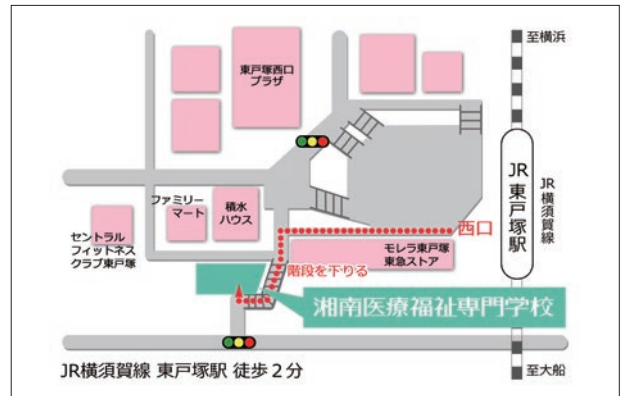 至横浜
東戸塚西口
プラザ
JR東戸塚駅
JR横須賀線
ファミリー
マート
積水
ハウス
西口
セントラル
フィットネス
クラブ東戸塚
モレラ東戸塚
東急ストア
階段を下りる
湘南医療福祉専門学校
JR横須賀線 東戸塚駅 徒歩2分
至大船